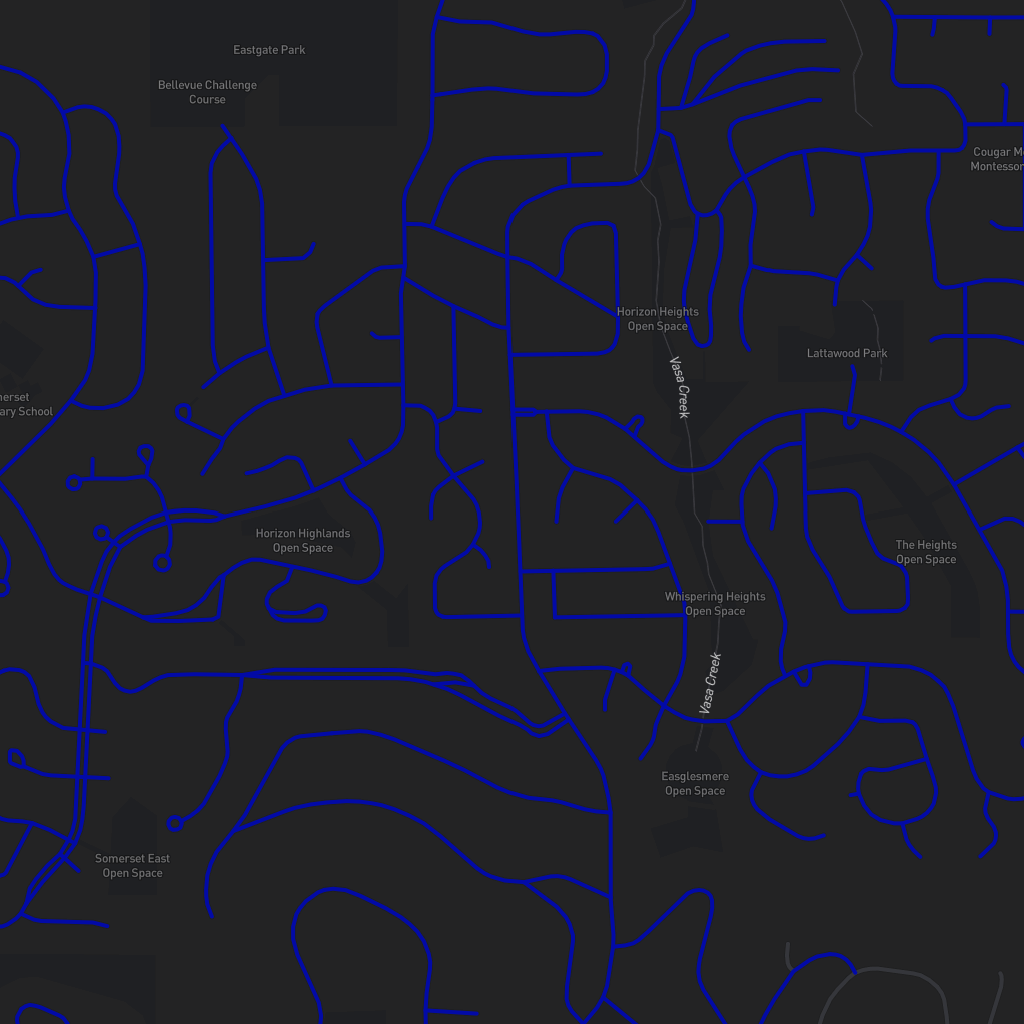 Eastgate Park
Bellevue Challenge
Course
Cougar
Montessor
Horizon Heights
Open Space
Lattawood Park
Vasa Creek
ary School
Horizon Highlands
Open Space
The Heights
Open Space
Whispering Heights
Open Space
Vasa Creek
Easglesmere
Open Space
Somerset East
Open Space